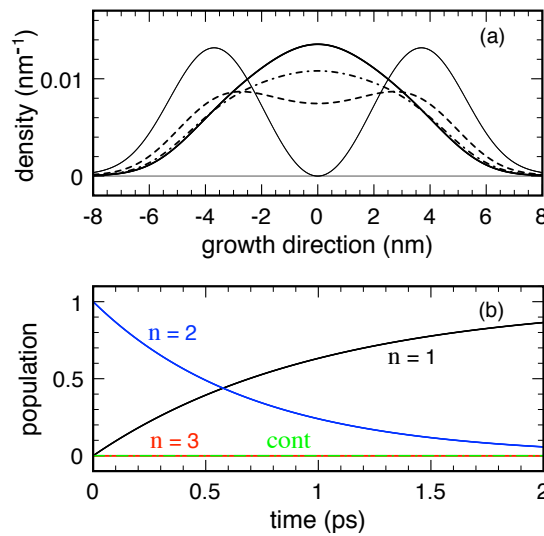 (a)
density (nm⁻¹)
0.01
0
-8 -6 -4 -2 0 2 4 6 8
growth direction (nm)
(b)
population
1
0.5
0
n = 2
n = 1
n = 3
cont
0 0.5 1 1.5 2
time (ps)